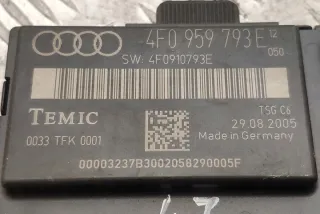 4F0 959 793E 12
050
SW: 4F0910793E
TEMIC
TSG C6
29.08.2005
0033 TFK 0001
Made in Germany
00003237B3002058290005F